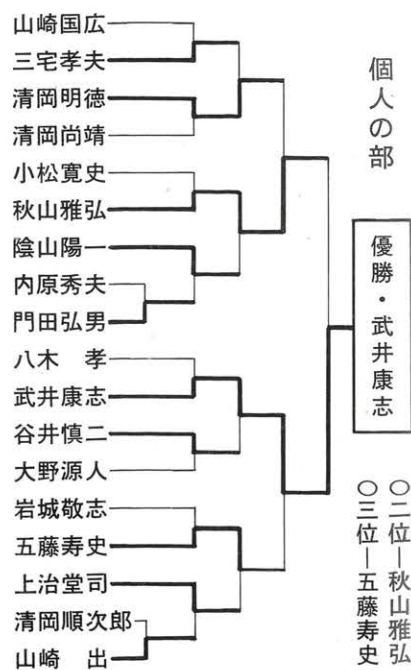 個人の部
山崎国広
三宅孝夫
清岡明徳
清岡尚靖
小松寛史
秋山雅弘
陰山陽一
内原秀夫
門田弘男
八木　孝
武井康志
谷井慎二
大野源人
岩城敬志
五藤寿史
上治堂司
清岡順次郎
山崎　出
優勝・武井康志
〇二位ー秋山雅弘
〇三位ー五藤寿史